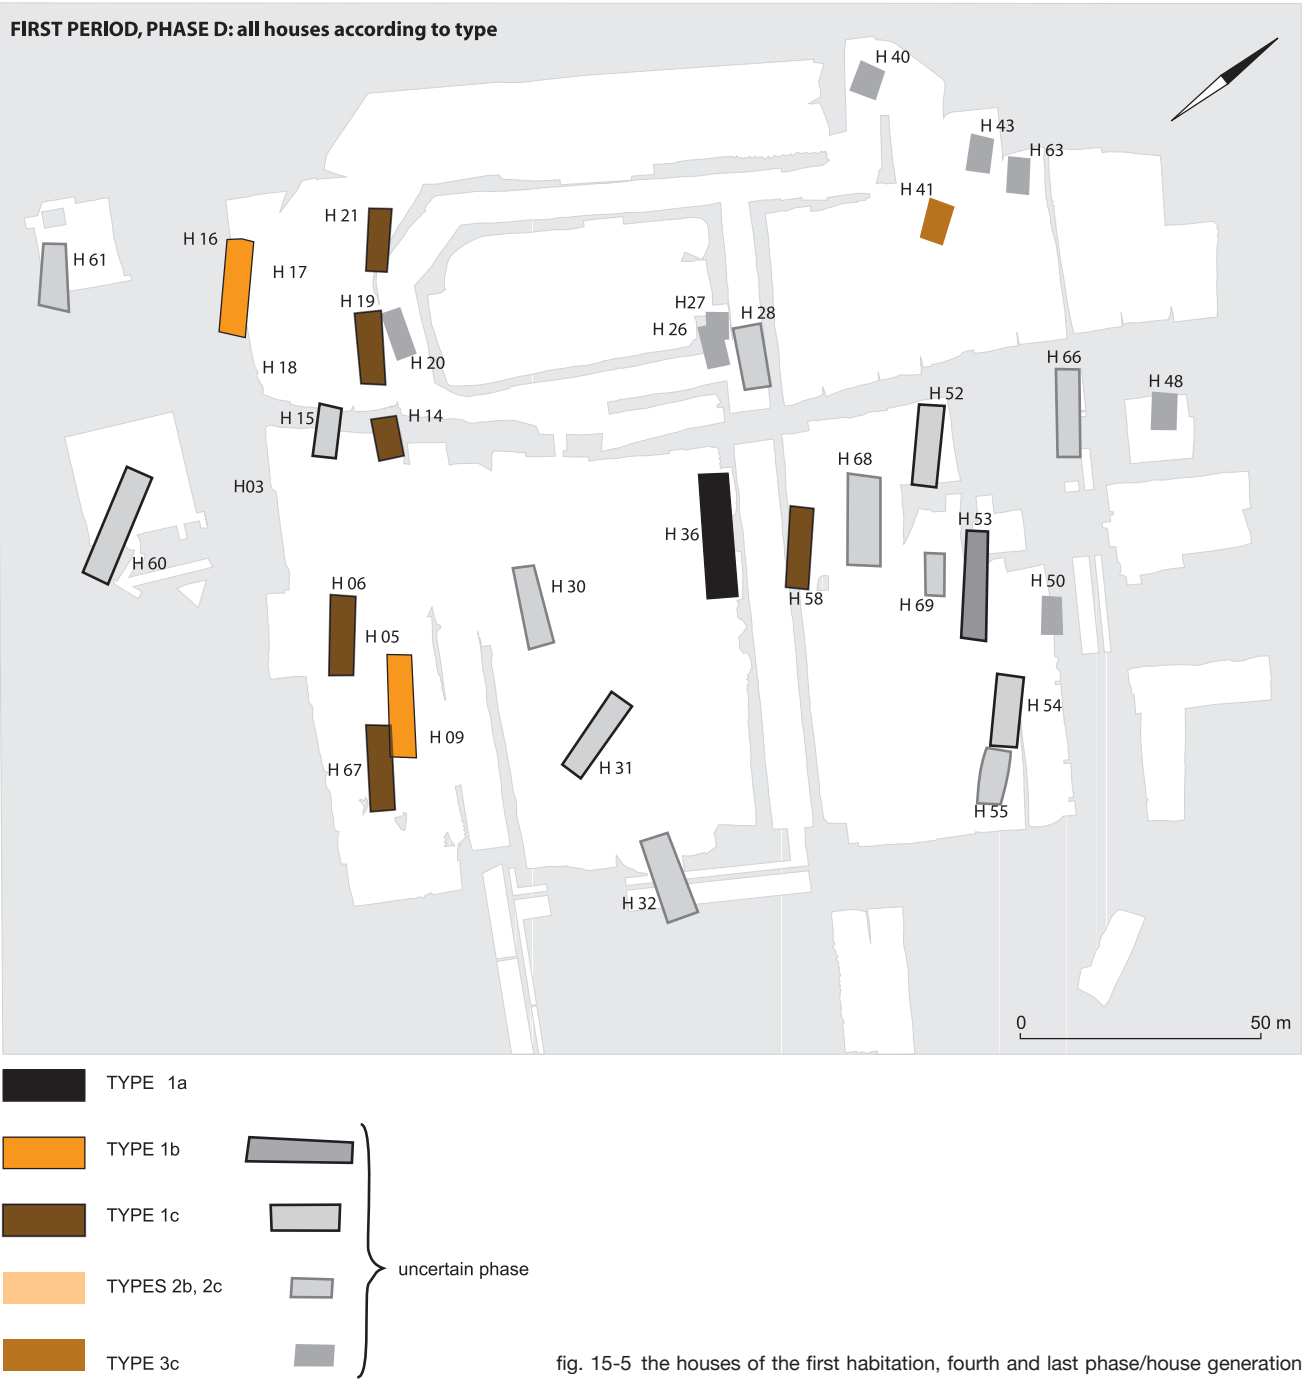 FIRST PERIOD, PHASE D: all houses according to type
H 40
H 43
H 63
H 41
H 21
H 16
H 61
H 17
H 19
H27
H 28
H 26
H 20
H 18
H 66
H 48
H 52
H 15
H 14
H 68
H03
H 53
H 36
H 60
H 06
H 30
H 58
H 69
H 50
H 05
H 54
H 09
H 67
H 31
H 55
H 32
0 50 m
TYPE 1a
TYPE 1b
TYPE 1c
uncertain phase
TYPES 2b, 2c
TYPE 3c
fig. 15-5 the houses of the first habitation, fourth and last phase/house generation